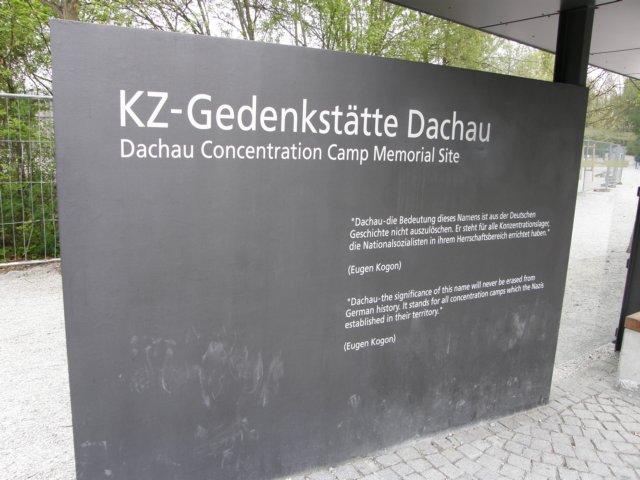 KZ-Gedenkstätte Dachau
Dachau Concentration Camp Memorial Site
"Dachau-die Bedeutung dieses Namens ist aus der Deutschen
Geschichte nicht auszulöschen. Er steht für alle Konzentrationslager,
die Nationalsozialisten in ihrem Herrschaftsbereich errichtet haben."
(Eugen Kogon)
"Dachau-the significance of this name will never be erased from
German history. It stands for all concentration camps which the Nazis
established in their territory."
(Eugen Kogon)